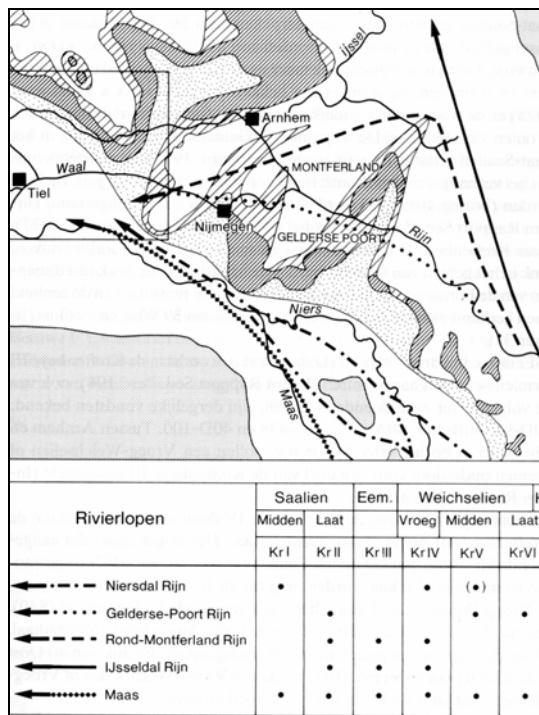 IJssel
Arnhem
MONTFERLAND
Waal
Tiel
Nijmegen
Rijn
GELDERSE POORT
Niers
Maas
Rivierlopen
Saalien Eem. Weichselien
Midden Laat Vroeg Midden Laat
Kr I Kr II Kr III Kr IV Kr V Kr VI
Niersdal Rijn • • (•)
Gelderse-Poort Rijn • • •
Rond-Montferland Rijn • • •
IJsseldal Rijn • •
Maas • • • • • •